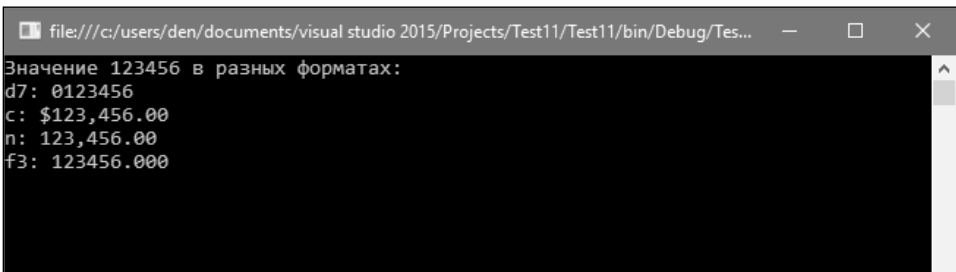 file:///c:/users/den/documents/visual studio 2015/Projects/Test11/Test11/bin/Debug/Tes...
Значение 123456 в разных форматах:
d7: 0123456
c: $123,456.00
n: 123,456.00
f3: 123456.000